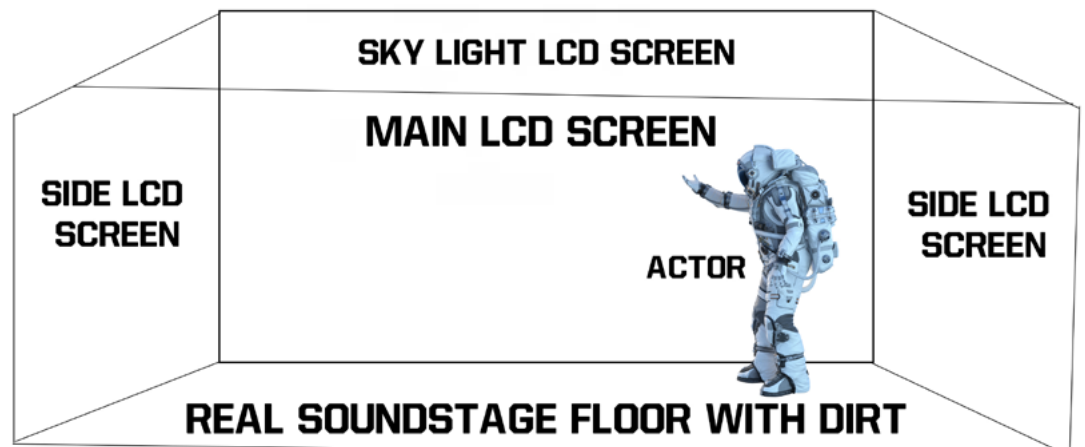 SKY LIGHT LCD SCREEN
MAIN LCD SCREEN
SIDE LCD
SCREEN
SIDE LCD
SCREEN
ACTOR
REAL SOUNDSTAGE FLOOR WITH DIRT